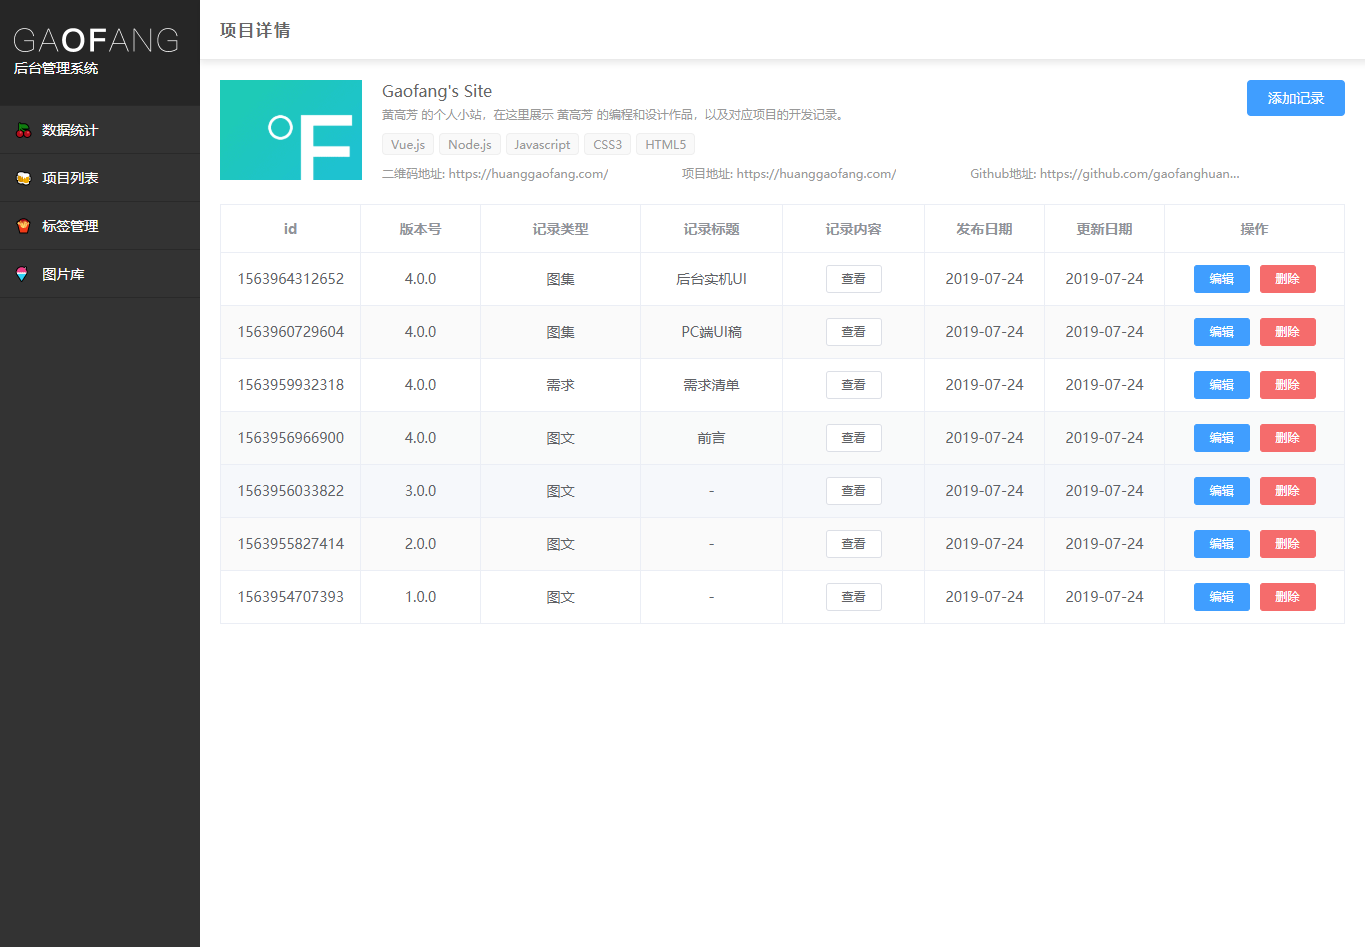 GAOFANG
后台管理系统
数据统计
项目列表
标签管理
图片库
项目详情
°F
Gaofang's Site
黄高芳 的个人小站，在这里展示 黄高芳 的编程和设计作品，以及对应项目的开发记录。
Vue.js Node.js Javascript CSS3 HTML5
二维码地址: https://huanggaofang.com/ 项目地址: https://huanggaofang.com/ Github地址: https://github.com/gaofanghuan...
添加记录
id 版本号 记录类型 记录标题 记录内容 发布日期 更新日期 操作
1563964312652 4.0.0 图集 后台实机UI 查看 2019-07-24 2019-07-24 编辑 删除
1563960729604 4.0.0 图集 PC端UI稿 查看 2019-07-24 2019-07-24 编辑 删除
1563959932318 4.0.0 需求 需求清单 查看 2019-07-24 2019-07-24 编辑 删除
1563956966900 4.0.0 图文 前言 查看 2019-07-24 2019-07-24 编辑 删除
1563956033822 3.0.0 图文 - 查看 2019-07-24 2019-07-24 编辑 删除
1563955827414 2.0.0 图文 - 查看 2019-07-24 2019-07-24 编辑 删除
1563954707393 1.0.0 图文 - 查看 2019-07-24 2019-07-24 编辑 删除